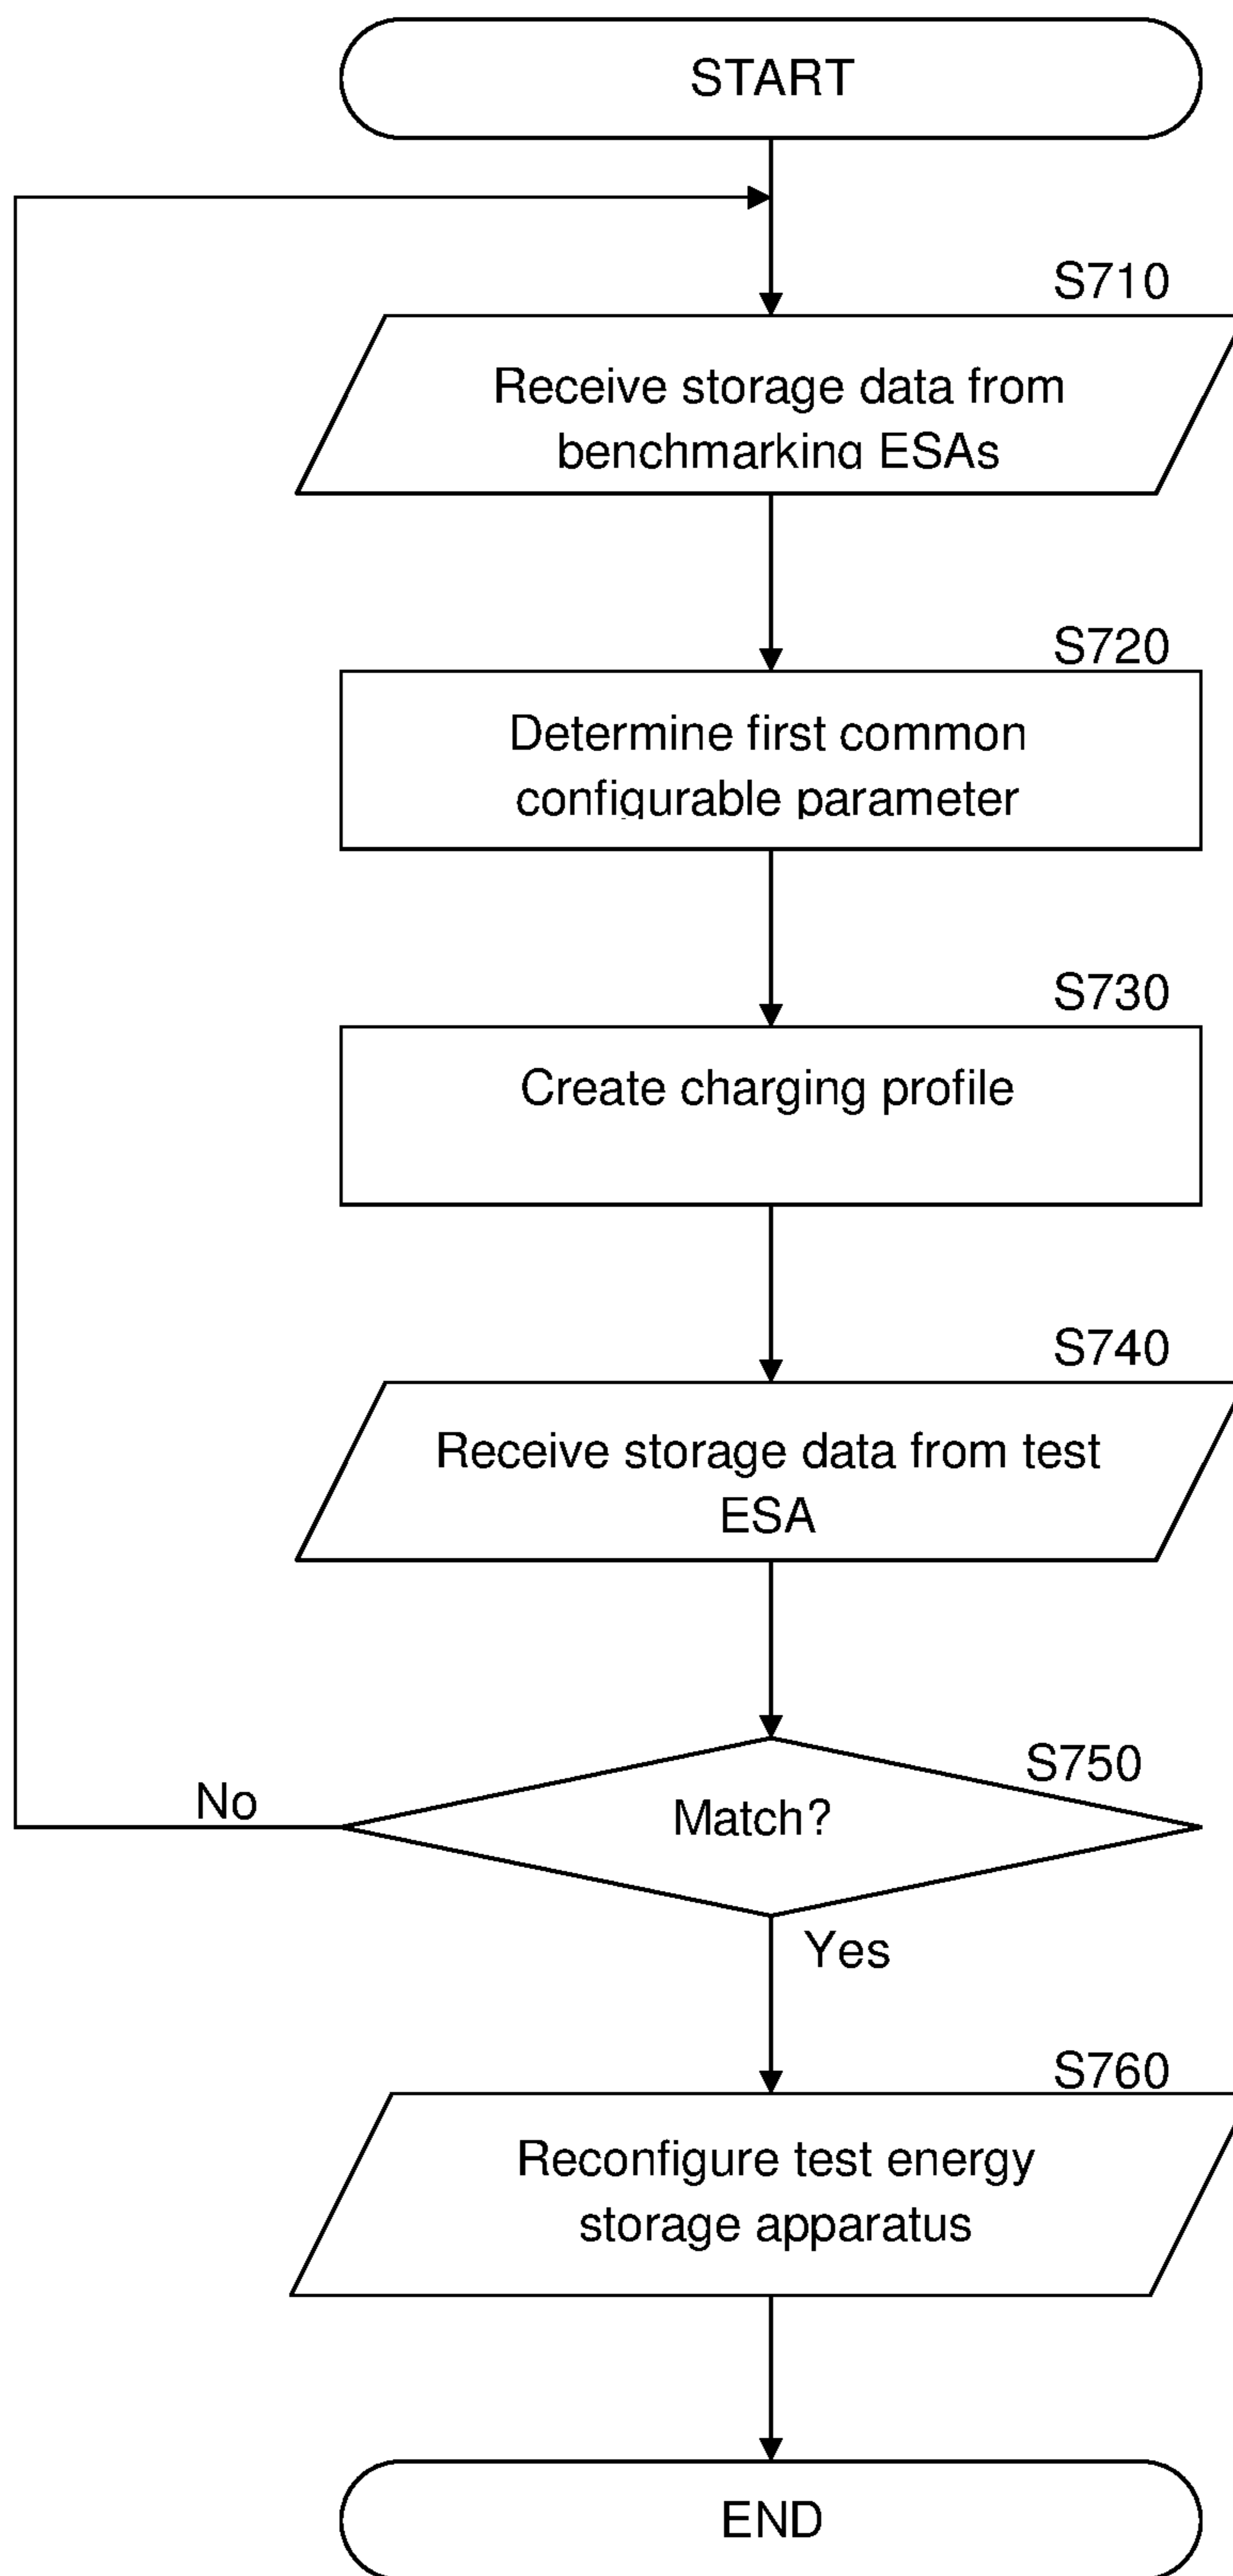 START
S710
Receive storage data from
benchmarking ESAs
S720
Determine first common
configurable parameter
S730
Create charging profile
S740
Receive storage data from test
ESA
S750
No
Match?
Yes
S760
Reconfigure test energy
storage apparatus
END